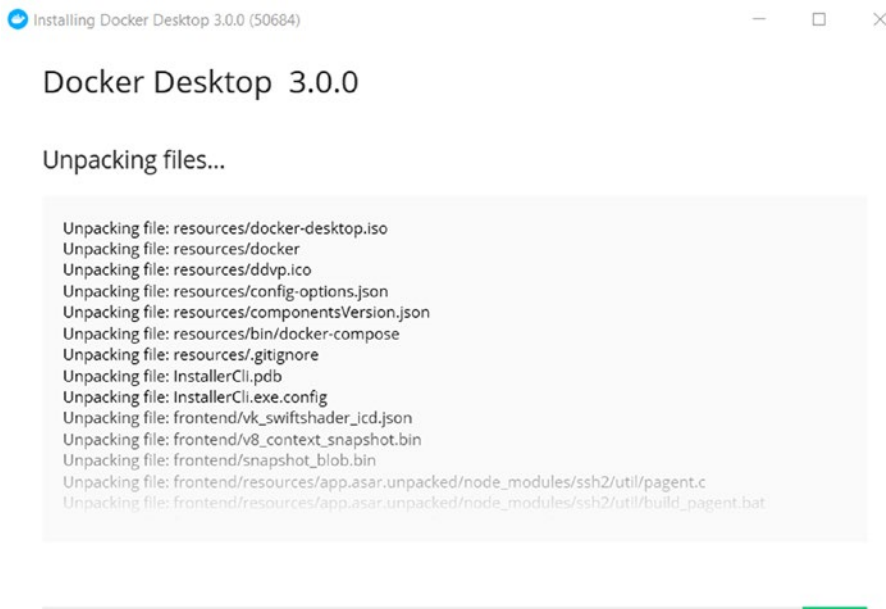 Installing Docker Desktop 3.0.0 (50684)
Docker Desktop 3.0.0
Unpacking files...
Unpacking file: resources/docker-desktop.iso
Unpacking file: resources/docker
Unpacking file: resources/ddvp.ico
Unpacking file: resources/config-options.json
Unpacking file: resources/componentsVersion.json
Unpacking file: resources/bin/docker-compose
Unpacking file: resources/.gitignore
Unpacking file: InstallerCli.pdb
Unpacking file: InstallerCli.exe.config
Unpacking file: frontend/vk_swiftshader_icd.json
Unpacking file: frontend/v8_context_snapshot.bin
Unpacking file: frontend/snapshot_blob.bin
Unpacking file: frontend/resources/app.asar.unpacked/node_modules/ssh2/util/pagent.c
Unpacking file: frontend/resources/app.asar.unpacked/node_modules/ssh2/util/build_pagent.bat